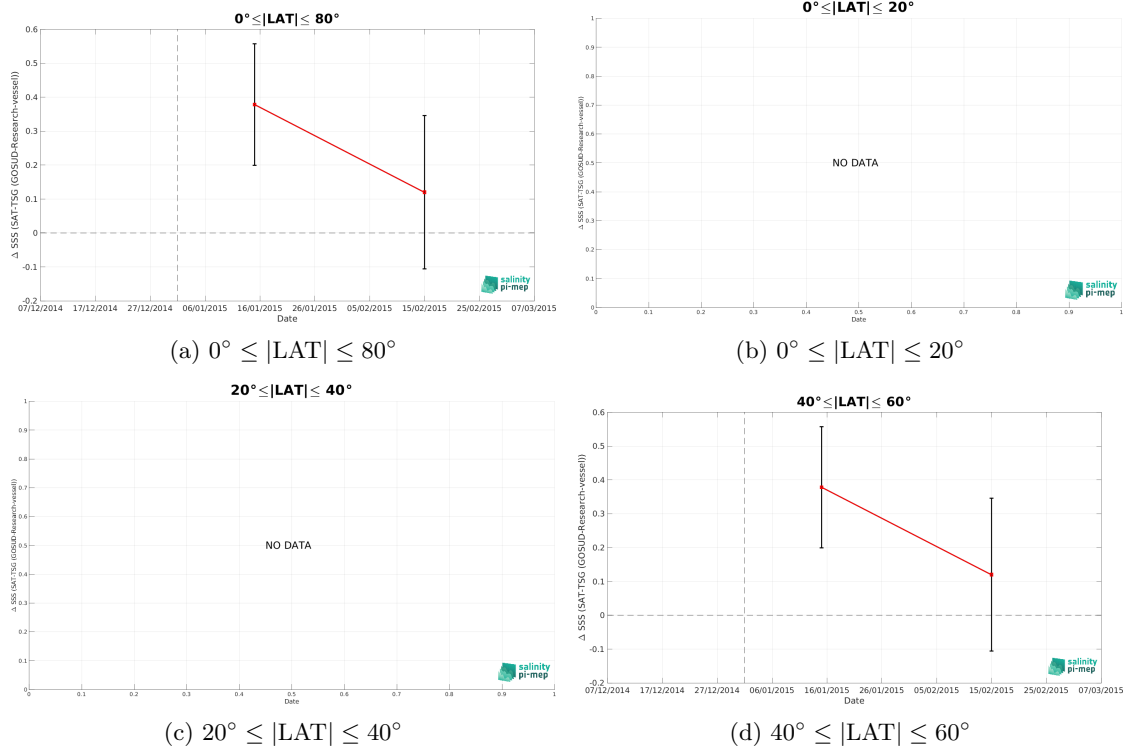 0°≤|LAT|≤ 80°
0.6
0.5
0.4
0.3
0.2
0.1
0
-0.1
-0.2
Δ SSS (SAT-TSG (GOSUD-Research-vessel))
07/12/2014 17/12/2014 27/12/2014 06/01/2015 16/01/2015 26/01/2015 05/02/2015 15/02/2015 25/02/2015 07/03/2015
Date
salinity
pi-mep
(a) 0° ≤ |LAT| ≤ 80°
0°≤|LAT|≤ 20°
1
0.9
0.8
0.7
0.6
0.5
0.4
0.3
0.2
0.1
0
Δ SSS (SAT-TSG (GOSUD-Research-vessel))
NO DATA
0 0.1 0.2 0.3 0.4 0.5 0.6 0.7 0.8 0.9 1
Date
salinity
pi-mep
(b) 0° ≤ |LAT| ≤ 20°
20°≤|LAT|≤ 40°
1
0.9
0.8
0.7
0.6
0.5
0.4
0.3
0.2
0.1
0
Δ SSS (SAT-TSG (GOSUD-Research-vessel))
NO DATA
0 0.1 0.2 0.3 0.4 0.5 0.6 0.7 0.8 0.9 1
Date
salinity
pi-mep
(c) 20° ≤ |LAT| ≤ 40°
40°≤|LAT|≤ 60°
0.6
0.5
0.4
0.3
0.2
0.1
0
-0.1
-0.2
Δ SSS (SAT-TSG (GOSUD-Research-vessel))
07/12/2014 17/12/2014 27/12/2014 06/01/2015 16/01/2015 26/01/2015 05/02/2015 15/02/2015 25/02/2015 07/03/2015
Date
salinity
pi-mep
(d) 40° ≤ |LAT| ≤ 60°